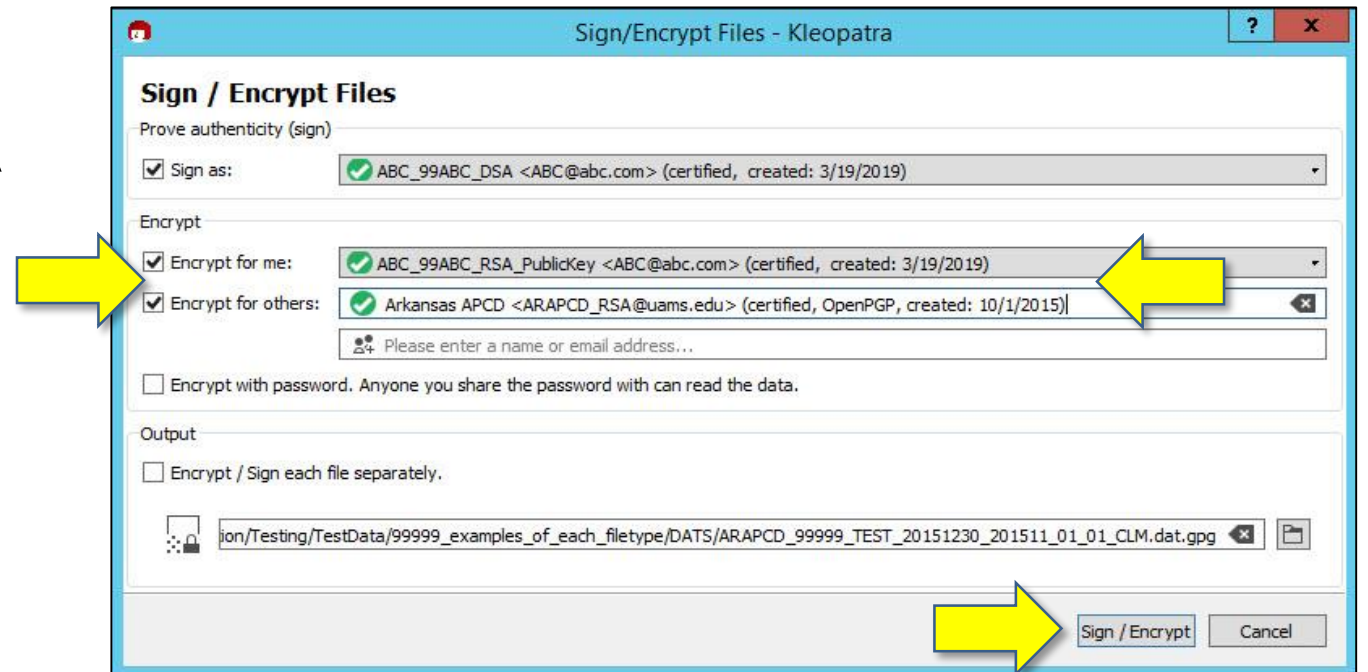 Sign/Encrypt Files - Kleopatra
?
x
Sign / Encrypt Files
Prove authenticity (sign)
Sign as:
ABC_99ABC_DSA <ABC@abc.com> (certified, created: 3/19/2019)
Encrypt
Encrypt for me:
ABC_99ABC_RSA_PublicKey <ABC@abc.com> (certified, created: 3/19/2019)
Encrypt for others:
Arkansas APCD <ARAPCD_RSA@uams.edu> (certified, OpenPGP, created: 10/1/2015)
Please enter a name or email address...
Encrypt with password. Anyone you share the password with can read the data.
Output
Encrypt / Sign each file separately.
ion/Testing/TestData/99999_examples_of_each_filetype/DATS/ARAPCD_99999_TEST_20151230_201511_01_01_CLM.dat.gpg
Sign / Encrypt
Cancel